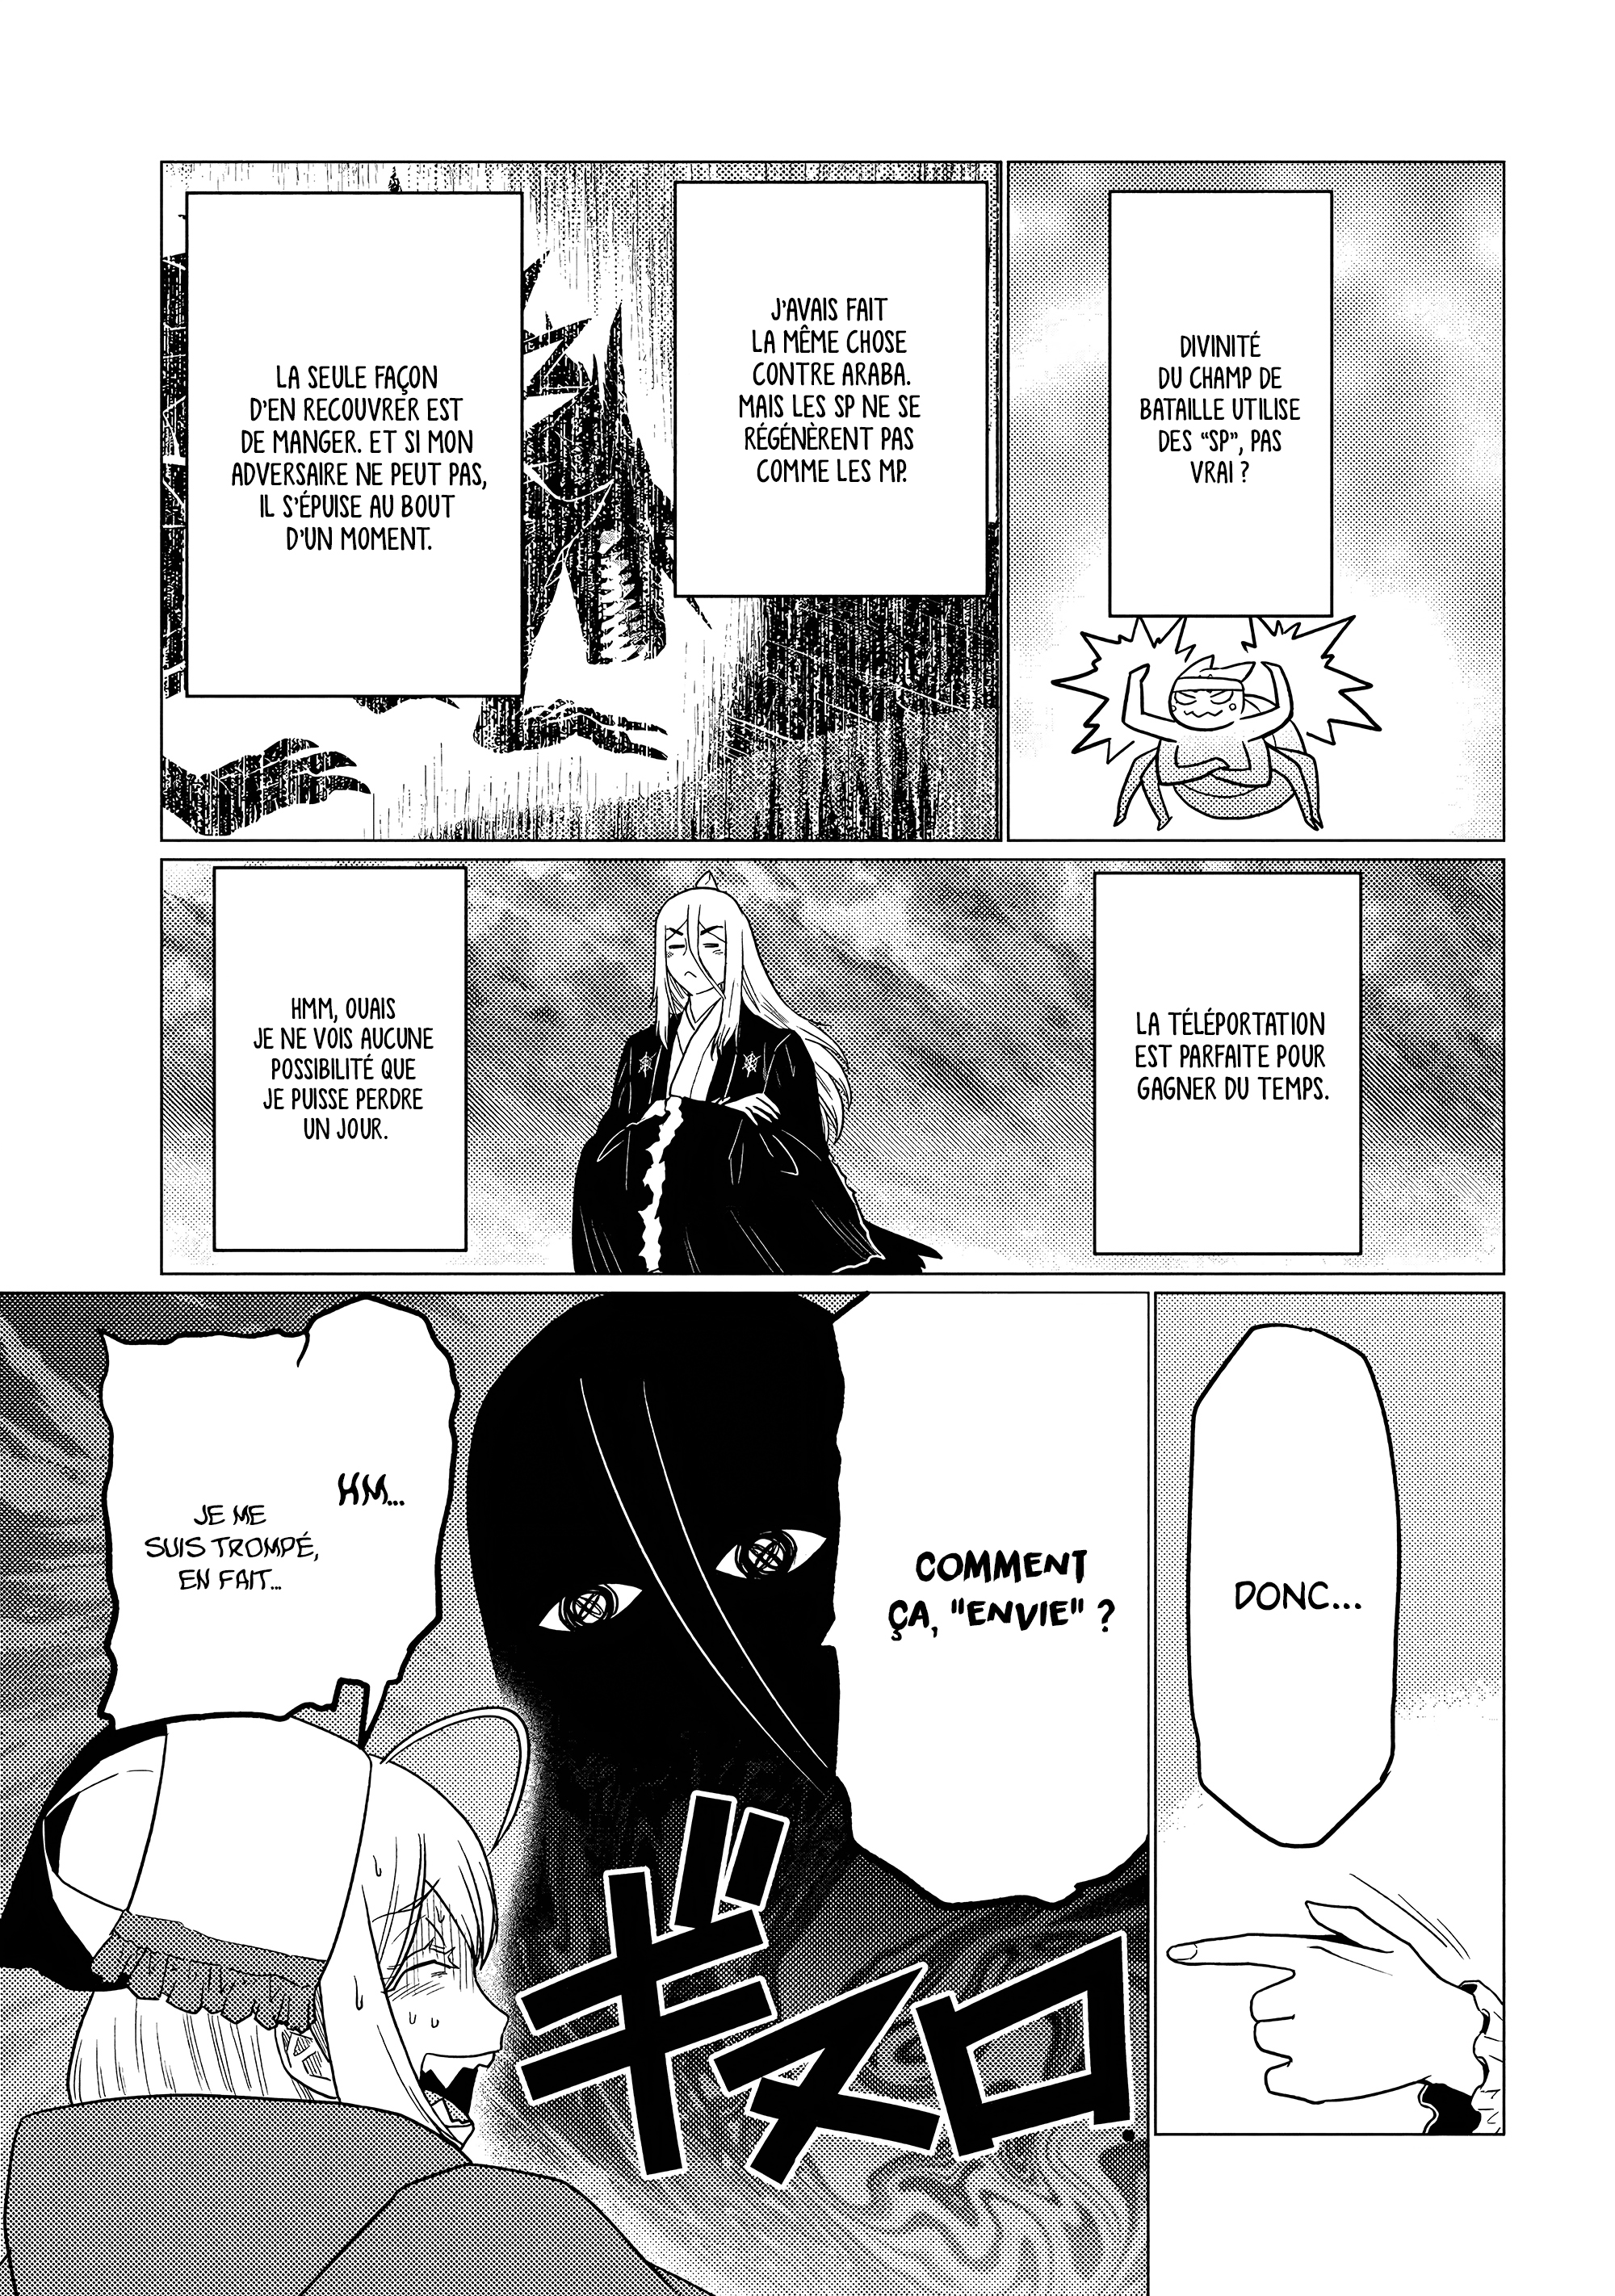 DIVINITÉ
DU CHAMP DE
BATAILLE UTILISE
DES “SP”, PAS
VRAI ?
J’AVAIS FAIT
LA MÊME CHOSE
CONTRE ARABA.
MAIS LES SP NE SE
RÉGÉNÈRENT PAS
COMME LES MP.
LA SEULE FAÇON
D’EN RECOUVRER EST
DE MANGER. ET SI MON
ADVERSAIRE NE PEUT PAS,
IL S’ÉPUISE AU BOUT
D’UN MOMENT.
LA TÉLÉPORTATION
EST PARFAITE POUR
GAGNER DU TEMPS.
HMM, OUAIS
JE NE VOIS AUCUNE
POSSIBILITÉ QUE
JE PUISSE PERDRE
UN JOUR.
DONC...
COMMENT
ÇA, "ENVIE" ?
HM...
JE ME
SUIS TROMPÉ,
EN FAIT...
ギヌロ